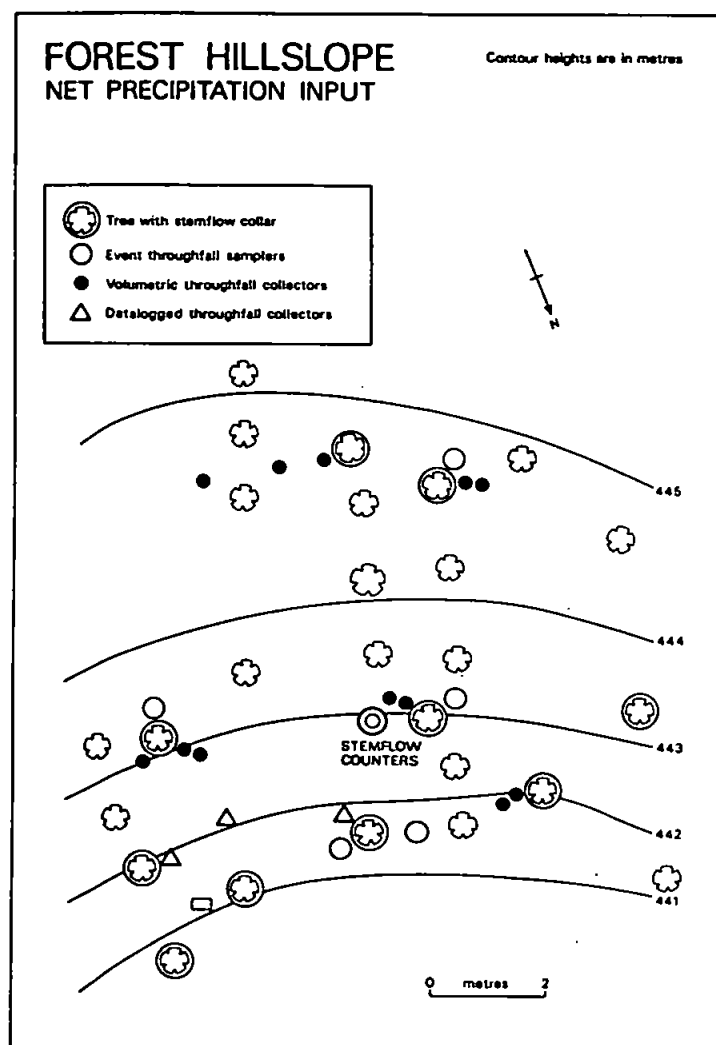 FOREST HILLSLOPE
NET PRECIPITATION INPUT
Contour heights are in metres
Tree with stemflow collar
Event throughfall samplers
Volumetric throughfall collectors
Datalogged throughfall collectors
N
445
444
443
STEMFLOW
COUNTERS
442
441
0 metres 2